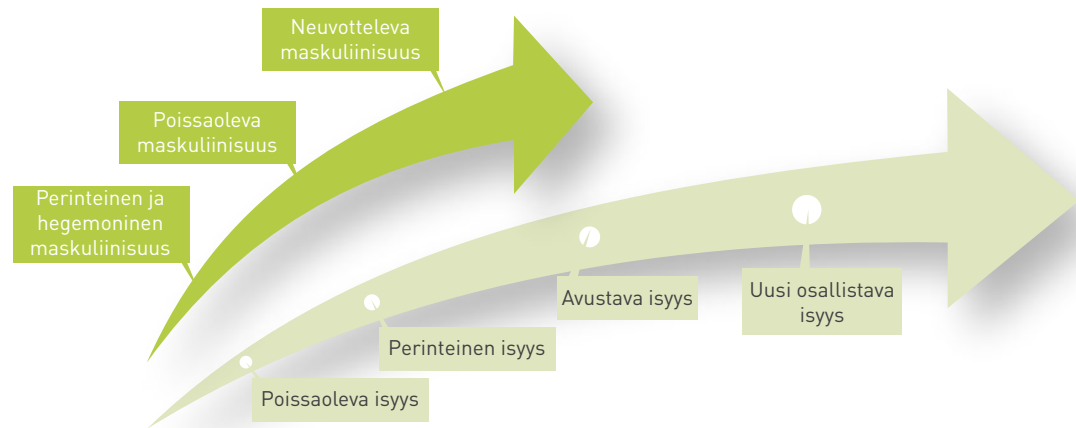 Neuvotteleva
maskuliinisuus
Poissaoleva
maskuliinisuus
Perinteinen ja
hegemoninen
maskuliinisuus
Uusi osallistava
isyys
Avustava isyys
Perinteinen isyys
Poissaoleva isyys